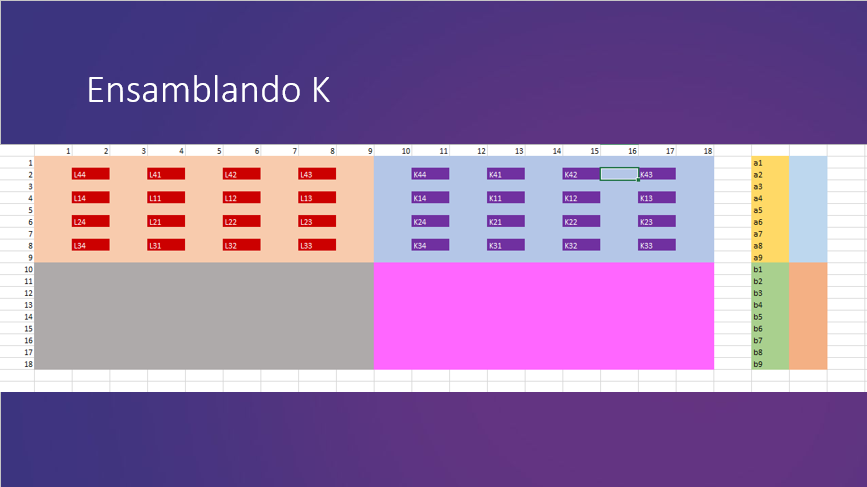 Ensamblando K
1 2 3 4 5 6 7 8 9 10 11 12 13 14 15 16 17 18
1 a1
2 L44 L41 L42 L43 K44 K41 K42 K43 a2
3 a3
4 L14 L11 L12 L13 K14 K11 K12 K13 a4
5 a5
6 L24 L21 L22 L23 K24 K21 K22 K23 a6
7 a7
8 L34 L31 L32 L33 K34 K31 K32 K33 a8
9 a9
10 b1
11 b2
12 b3
13 b4
14 b5
15 b6
16 b7
17 b8
18 b9